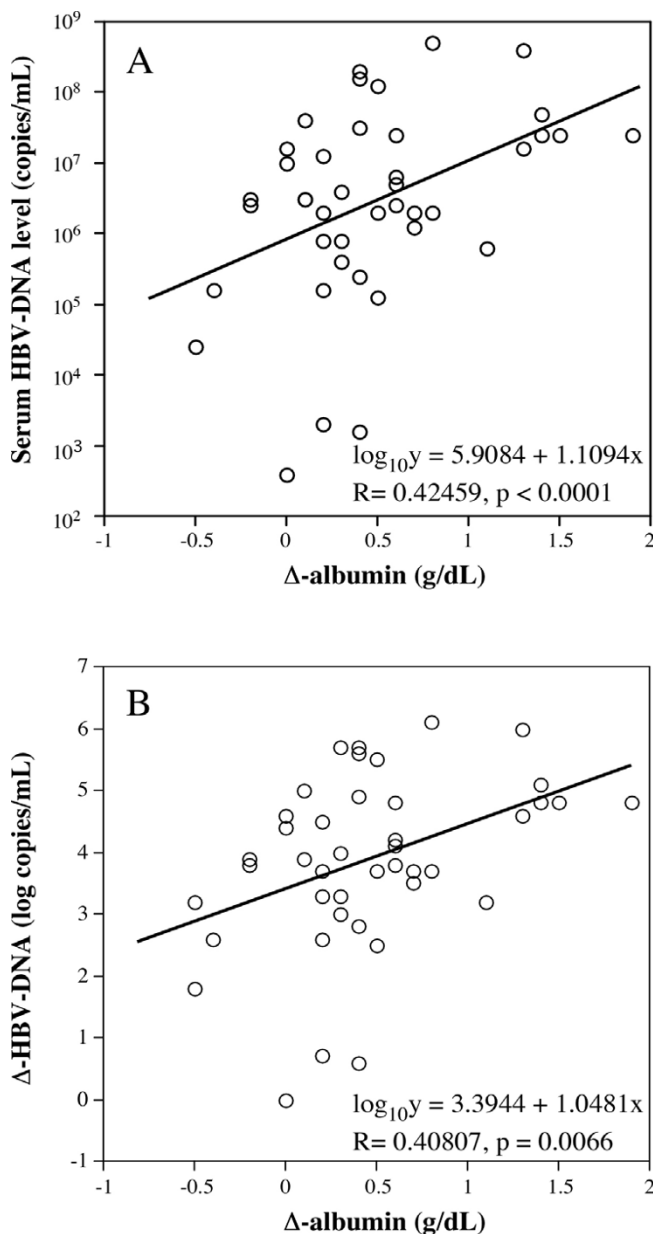 A
Serum HBV-DNA level (copies/mL)
10⁹
10⁸
10⁷
10⁶
10⁵
10⁴
10³
10²
log₁₀y = 5.9084 + 1.1094x
R= 0.42459, p < 0.0001
-1 -0.5 0 0.5 1 1.5 2
Δ-albumin (g/dL)
B
Δ-HBV-DNA (log copies/mL)
7
6
5
4
3
2
1
0
-1
log₁₀y = 3.3944 + 1.0481x
R= 0.40807, p = 0.0066
-1 -0.5 0 0.5 1 1.5 2
Δ-albumin (g/dL)